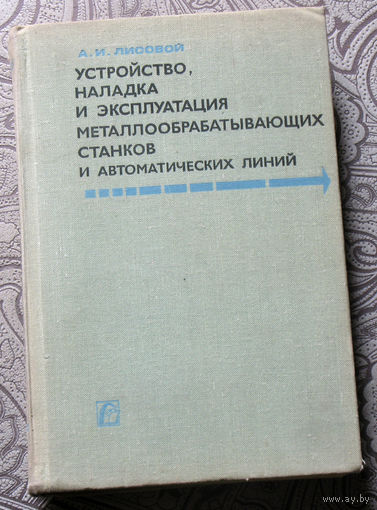 А.И. ЛИСОВОЙ
УСТРОЙСТВО,
НАЛАДКА
И ЭКСПЛУАТАЦИЯ
МЕТАЛЛООБРАБАТЫВАЮЩИХ
СТАНКОВ
И АВТОМАТИЧЕСКИХ ЛИНИЙ
© www.ay.by